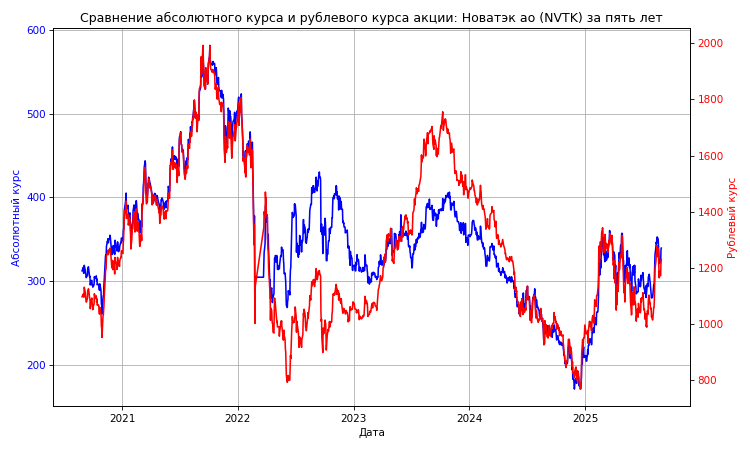 Сравнение абсолютного курса и рублевого курса акции: Новатэк ао (NVTK) за пять лет
600
500
400
300
200
Абсолютный курс
2000
1800
1600
1400
1200
1000
800
Рублевый курс
2021 2022 2023 2024 2025
Дата